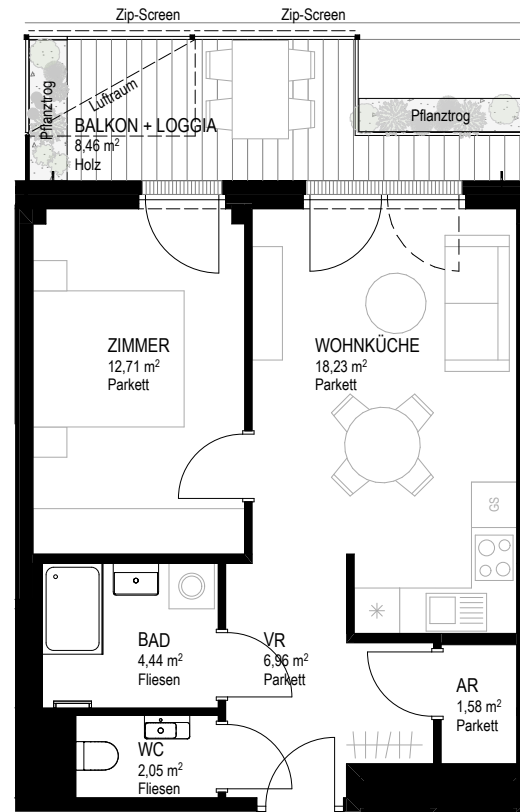 Zip-Screen
Zip-Screen
Pflanztrog
Luftraum
Pflanztrog
BALKON + LOGGIA
8,46 m²
Holz
ZIMMER
12,71 m²
Parkett
WOHNKÜCHE
18,23 m²
Parkett
GS
BAD
4,44 m²
Fliesen
VR
6,96 m²
Parkett
AR
1,58 m²
Parkett
WC
2,05 m²
Fliesen